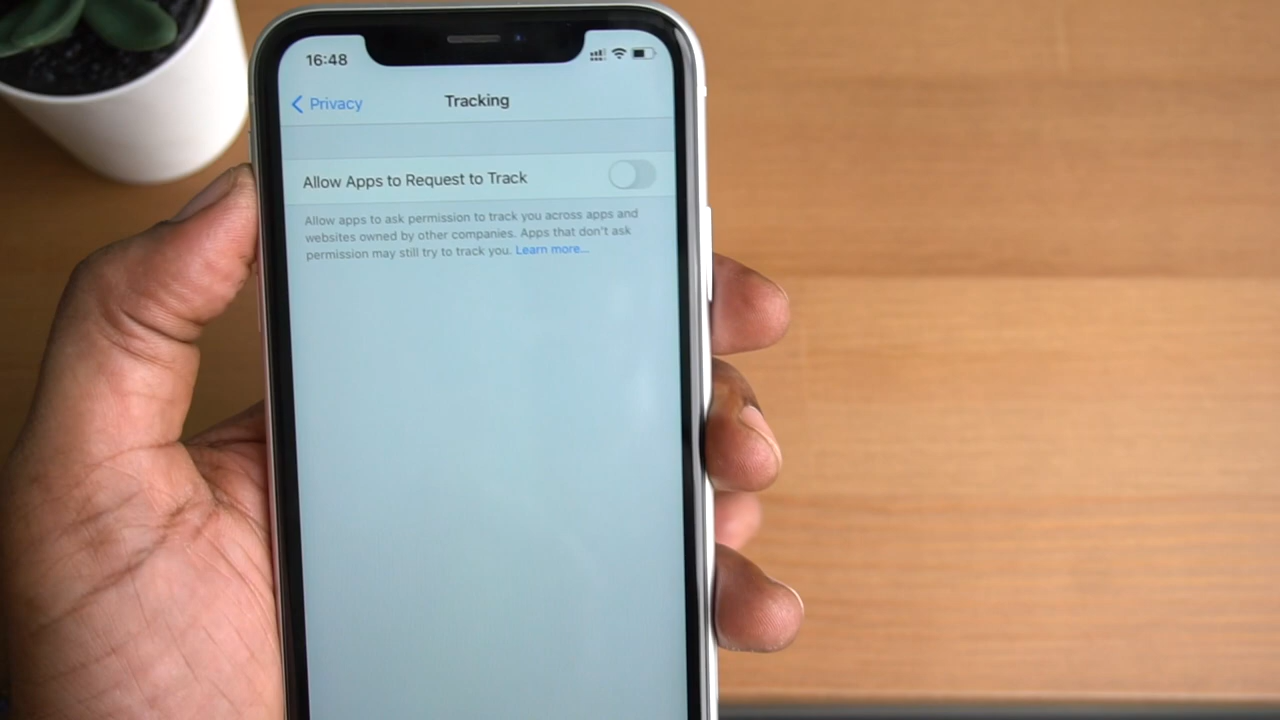 16:48
Privacy
Tracking
Allow Apps to Request to Track
Allow apps to ask permission to track you across apps and
websites owned by other companies. Apps that don't ask
permission may still try to track you. Learn more...